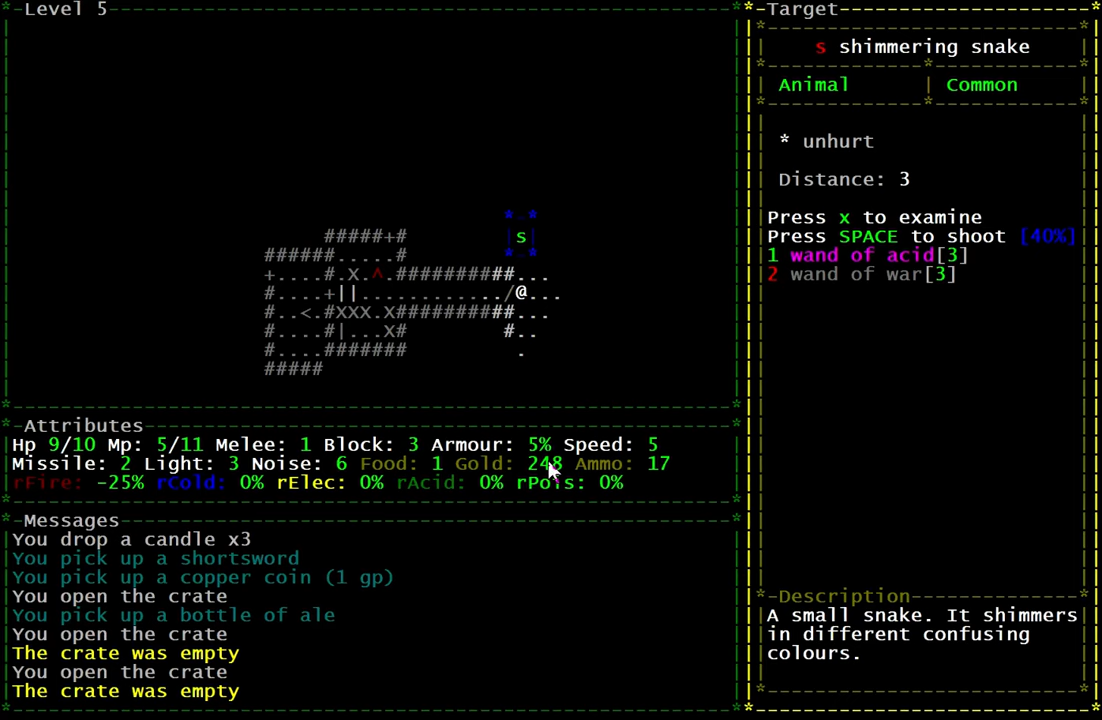 Level 5
#####+#
######.....#
+....#.x.^.########## ...
#....+||............/@...
#..<.#XXX.X##########...
#....#|...x# #..
#....####### .
#####
s
Attributes
Hp 9/10 Mp: 5/11 Melee: 1 Block: 3 Armour: 5% Speed: 5
Missile: 2 Light: 3 Noise: 6 Food: 1 Gold: 248 Ammo: 17
rFire: -25% rCold: 0% rElec: 0% rAcid: 0% rPois: 0%
Messages
You drop a candle x3
You pick up a shortsword
You pick up a copper coin (1 gp)
You open the crate
You pick up a bottle of ale
You open the crate
The crate was empty
You open the crate
The crate was empty
Target
s shimmering snake
Animal | Common
* unhurt
Distance: 3
Press x to examine
Press SPACE to shoot [40%]
1 wand of acid[3]
2 wand of war[3]
Description
A small snake. It shimmers
in different confusing
colours.